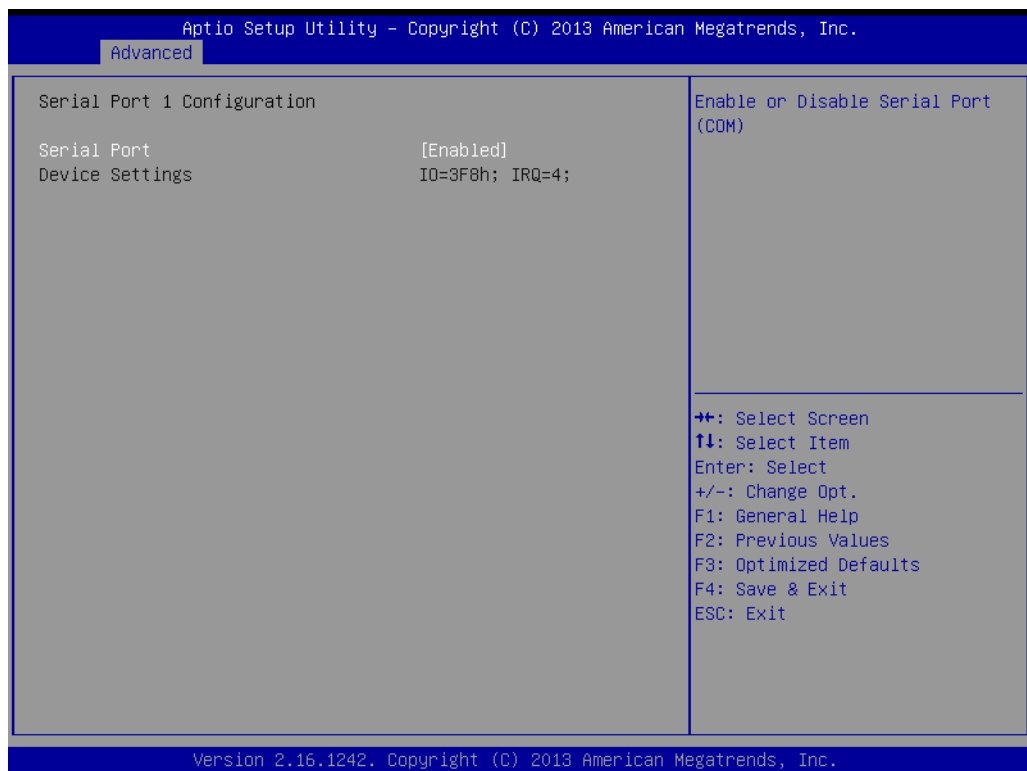 Aptio Setup Utility – Copyright (C) 2013 American Megatrends, Inc.
Advanced
Serial Port 1 Configuration
Serial Port [Enabled]
Device Settings IO=3F8h; IRQ=4;
Enable or Disable Serial Port
(COM)
→←: Select Screen
↑↓: Select Item
Enter: Select
+/-: Change Opt.
F1: General Help
F2: Previous Values
F3: Optimized Defaults
F4: Save & Exit
ESC: Exit
Version 2.16.1242. Copyright (C) 2013 American Megatrends, Inc.